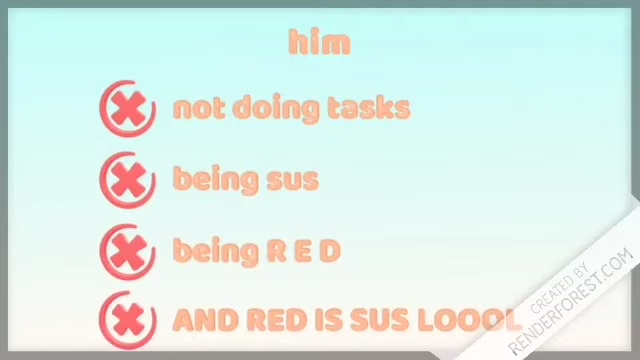 him
not doing tasks
being sus
being R E D
AND RED IS SUS LOOOL
CREATED BY
RENDERFOREST.COM